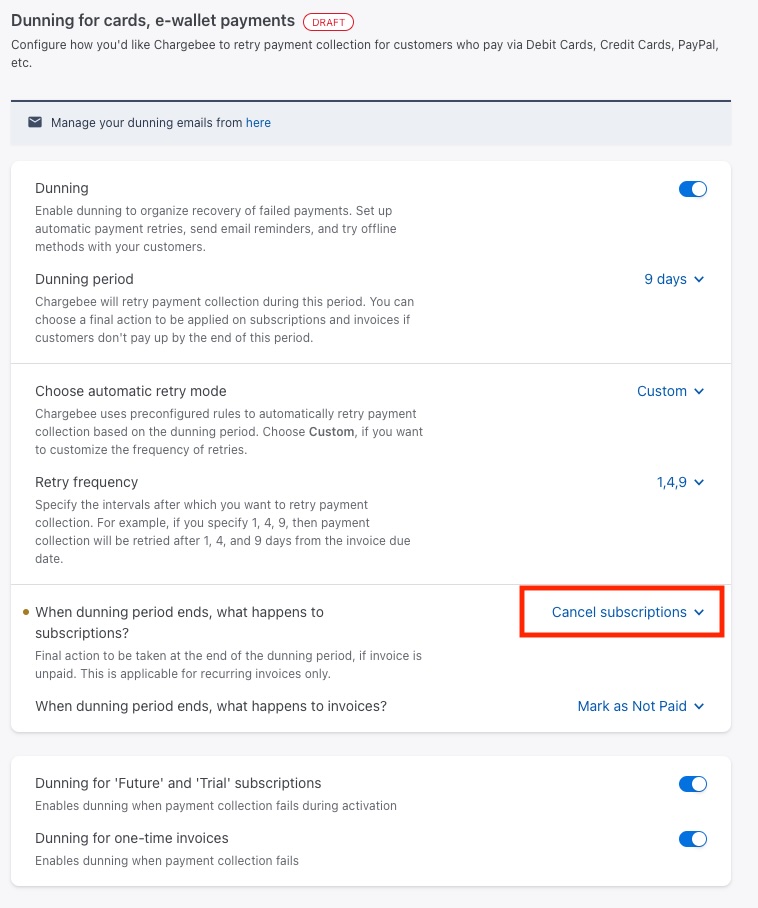 Dunning for cards, e-wallet payments DRAFT
Configure how you'd like Chargebee to retry payment collection for customers who pay via Debit Cards, Credit Cards, PayPal,
etc.
Manage your dunning emails from here
Dunning
Enable dunning to organize recovery of failed payments. Set up
automatic payment retries, send email reminders, and try offline
methods with your customers.
Dunning period 9 days
Chargebee will retry payment collection during this period. You can
choose a final action to be applied on subscriptions and invoices if
customers don't pay up by the end of this period.
Choose automatic retry mode Custom
Chargebee uses preconfigured rules to automatically retry payment
collection based on the dunning period. Choose Custom, if you want
to customize the frequency of retries.
Retry frequency 1,4,9
Specify the intervals after which you want to retry payment
collection. For example, if you specify 1, 4, 9, then payment
collection will be retried after 1, 4, and 9 days from the invoice due
date.
When dunning period ends, what happens to Cancel subscriptions
subscriptions?
Final action to be taken at the end of the dunning period, if invoice is
unpaid. This is applicable for recurring invoices only.
When dunning period ends, what happens to invoices? Mark as Not Paid
Dunning for 'Future' and 'Trial' subscriptions
Enables dunning when payment collection fails during activation
Dunning for one-time invoices
Enables dunning when payment collection fails